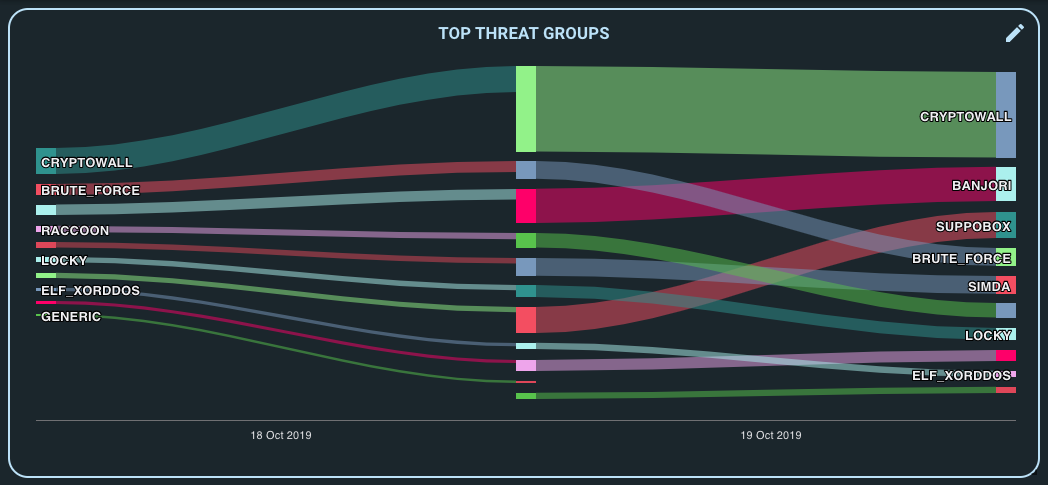 TOP THREAT GROUPS
CRYPTOWALL
BRUTE_FORCE
RACCOON
LOCKY
ELF_XORDDOS
GENERIC
CRYPTOWALL
BANJORI
SUPPOBOX
BRUTE_FORCE
SIMDA
LOCKY
ELF_XORDDOS
18 Oct 2019
19 Oct 2019